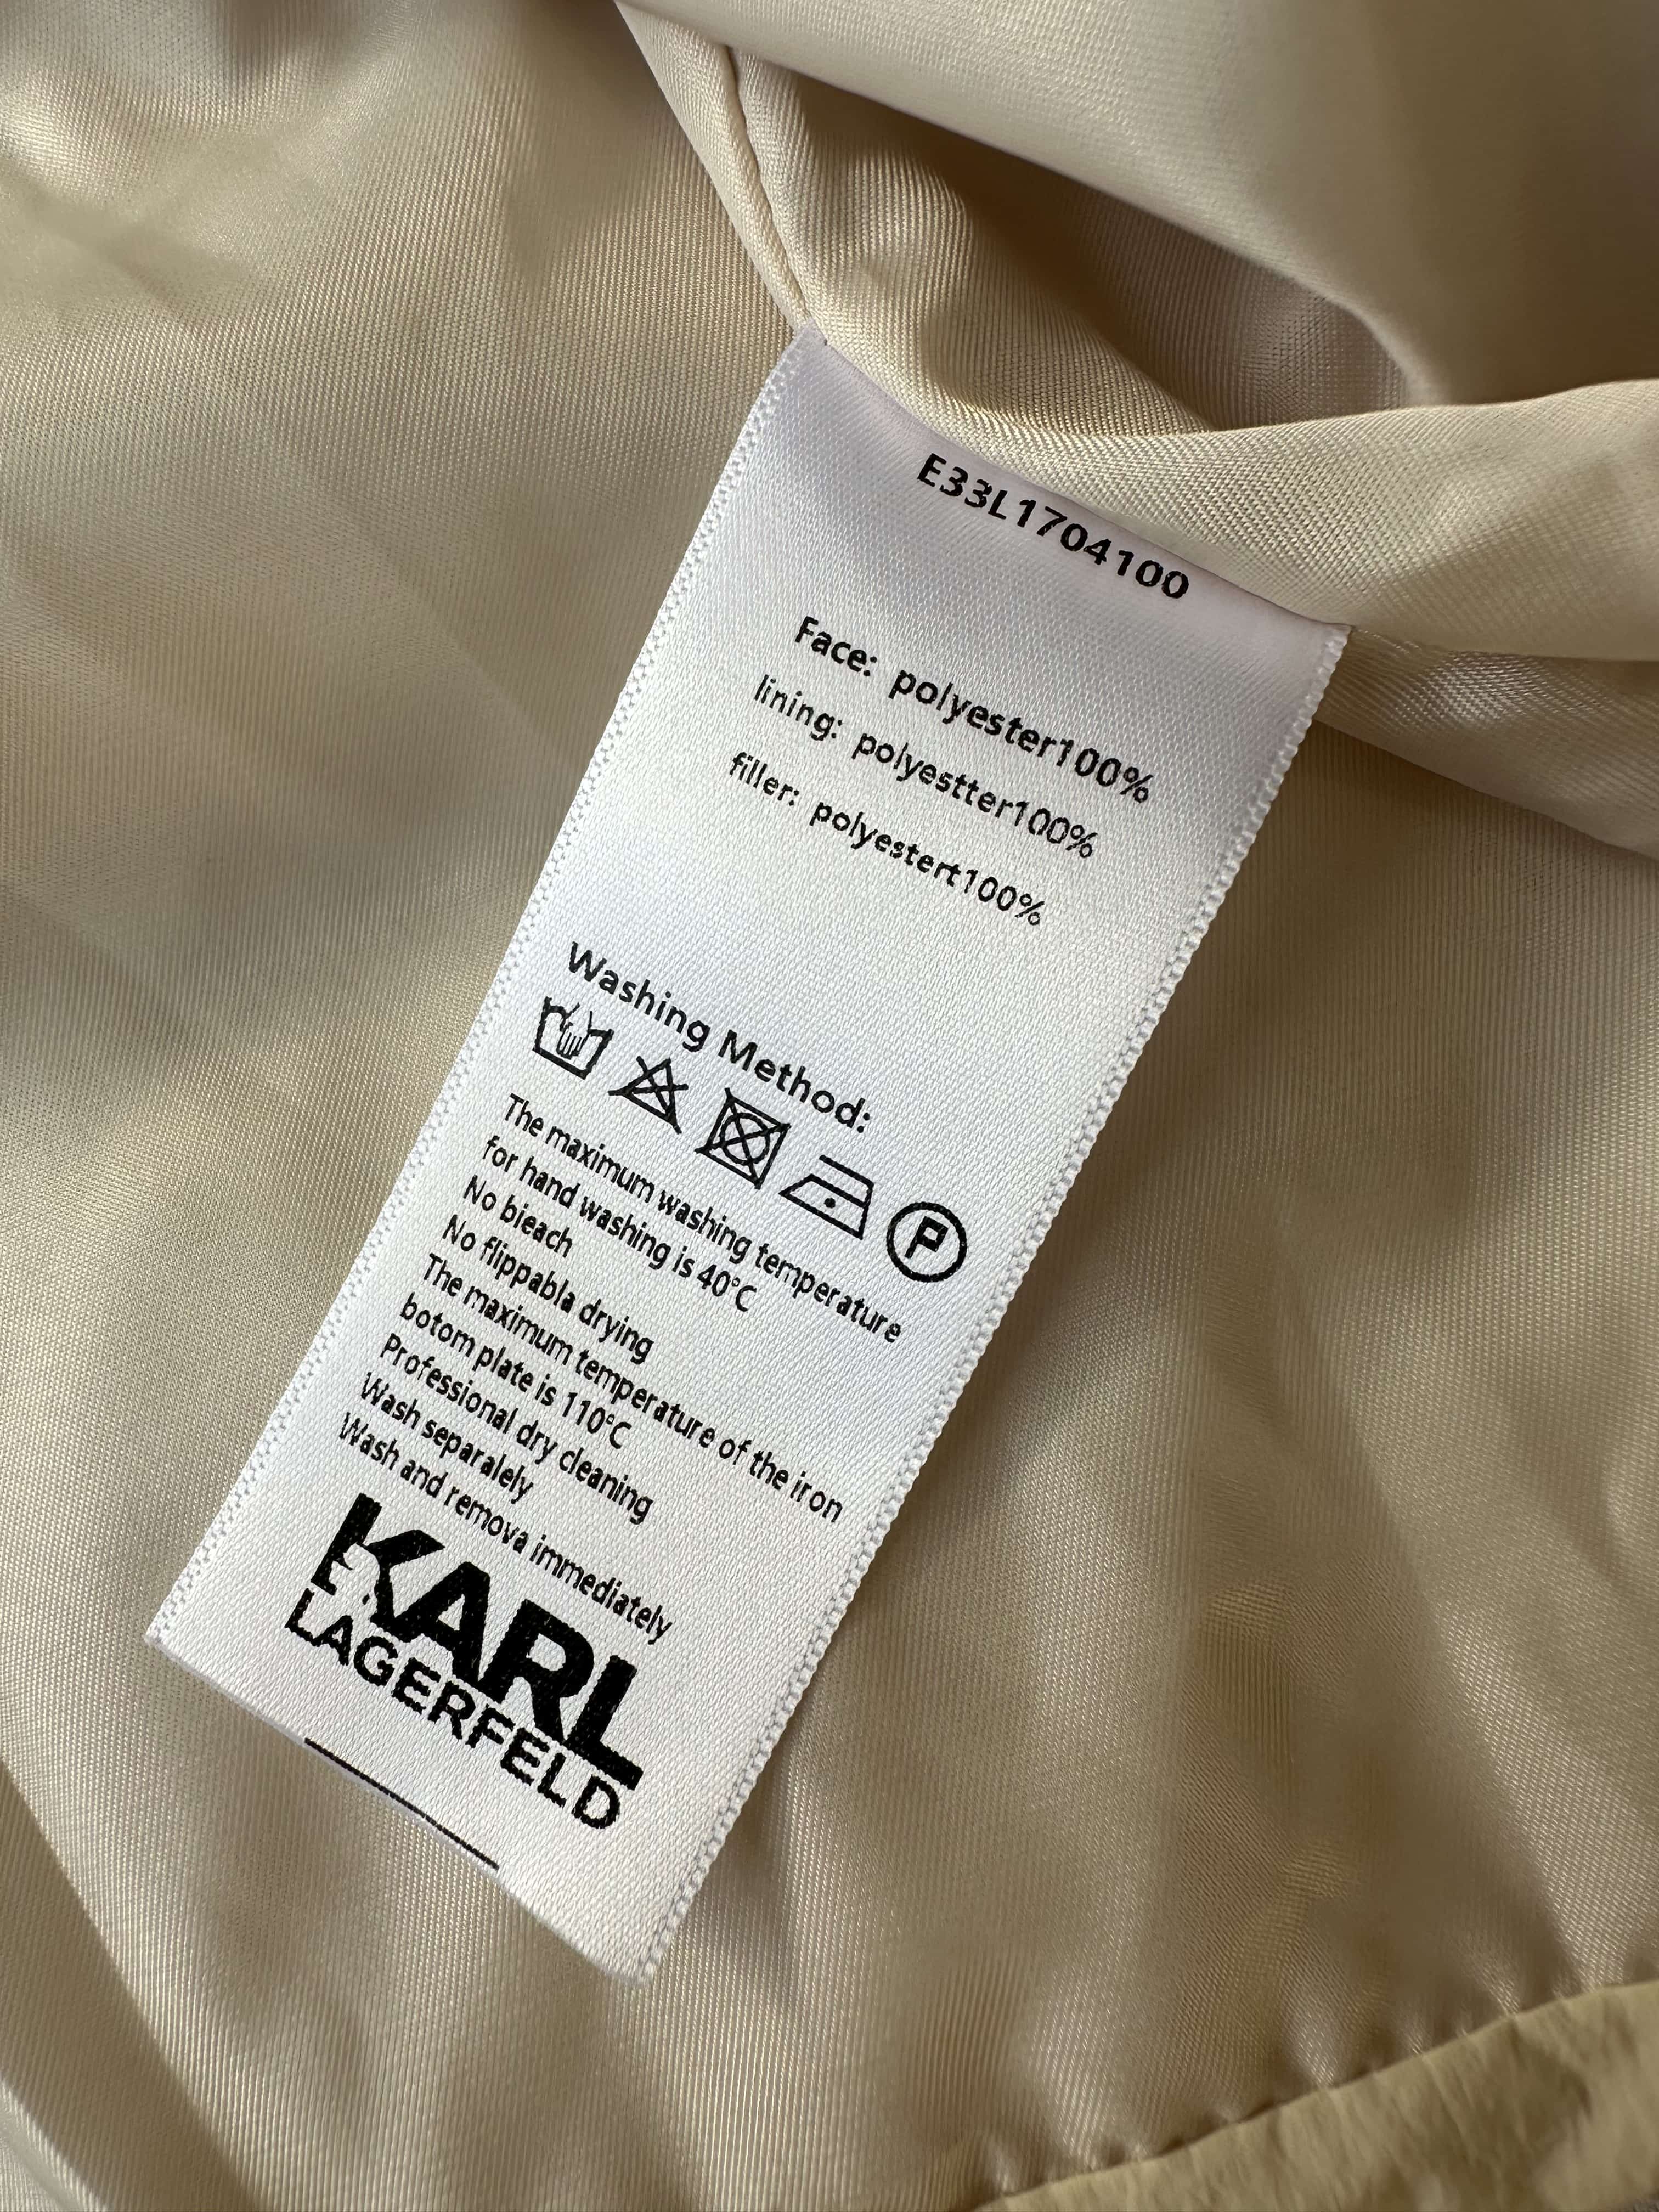 E33L1704100
Face: polyester100%
lining: polyestter100%
filler: polyestert100%
Washing Method:
P
The maximum washing temperature
for hand washing is 40°C
No bieach
No flippabla drying
The maximum temperature of the iron
botom plate is 110°C
Professional dry cleaning
Wash separalely
Wash and remova immediately
KARL
LAGERFELD